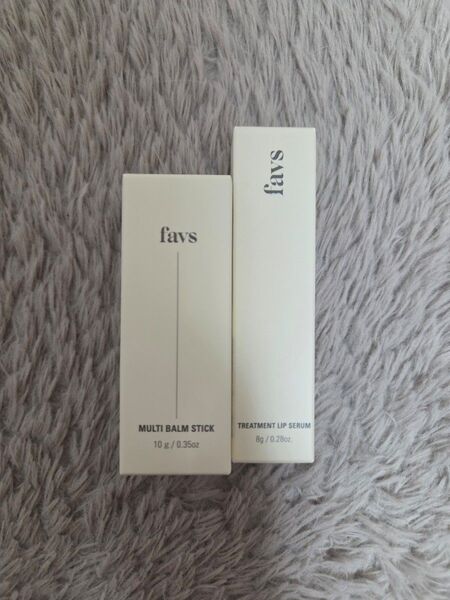 favs
MULTI BALM STICK
10 g / 0.35oz
favs
TREATMENT LIP SERUM
8g / 0.28oz.